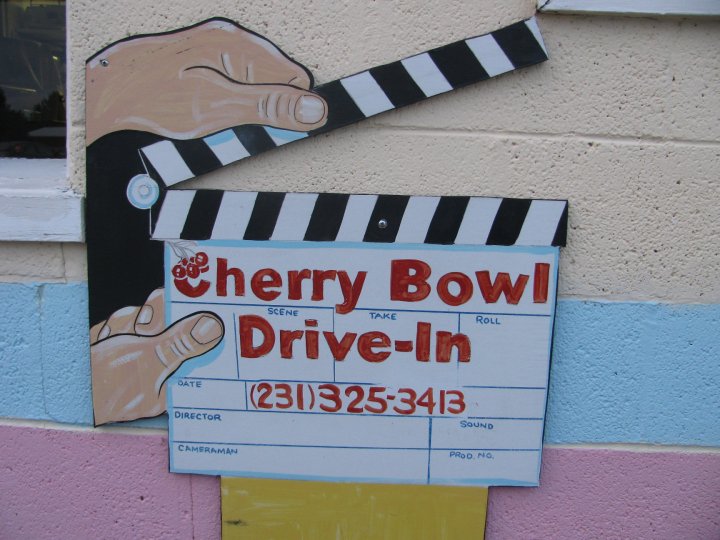 Cherry Bowl
SCENE TAKE ROLL
Drive-In
DATE
(231)325-3413
DIRECTOR SOUND
CAMERAMAN PROD. NO.